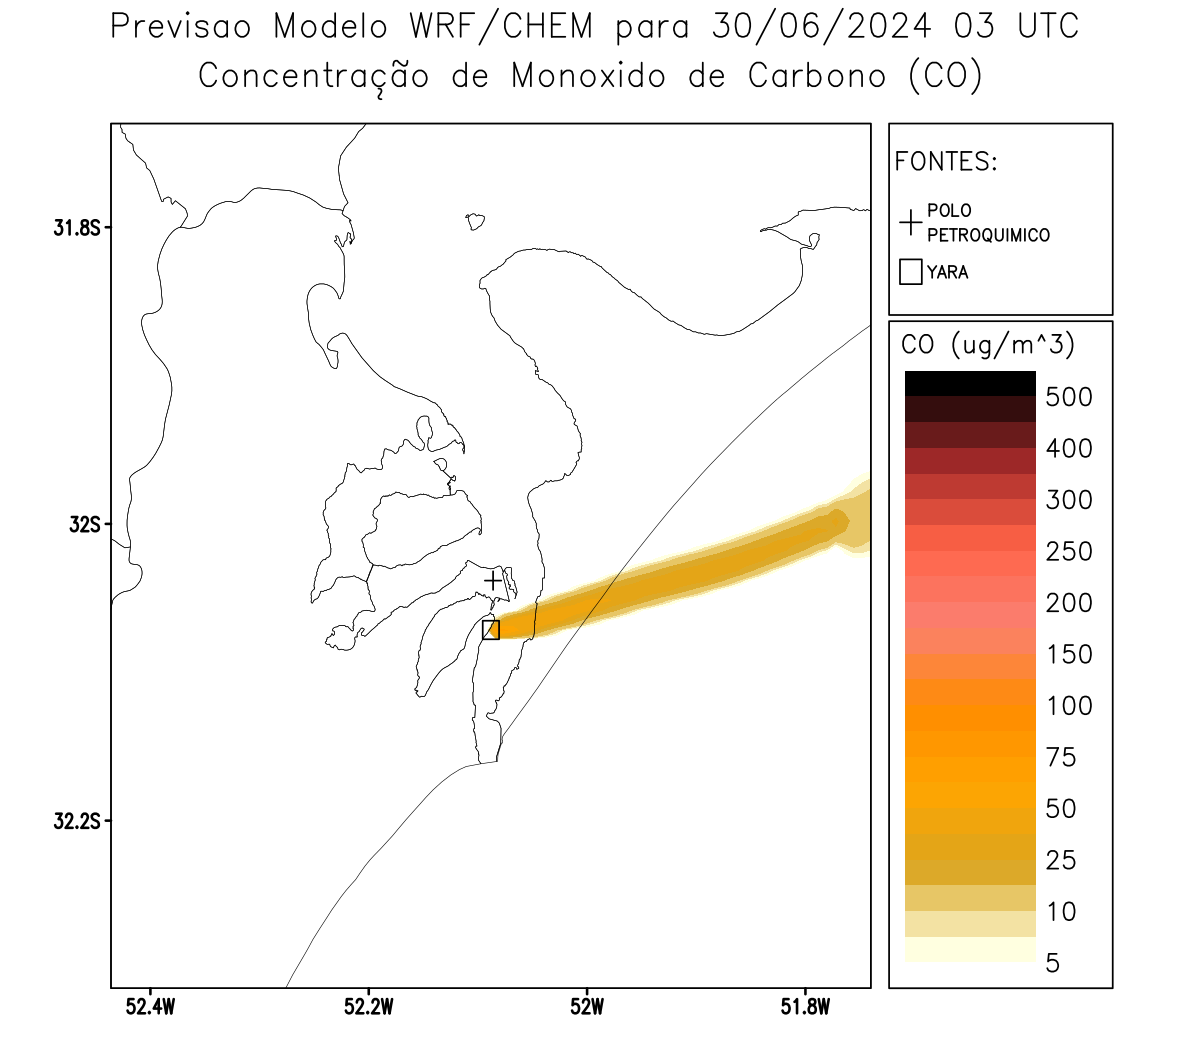 Previsao Modelo WRF/CHEM para 30/06/2024 03 UTC
Concentração de Monoxido de Carbono (CO)
FONTES:
POLO
PETROQUIMICO
YARA
CO (ug/m^3)
500
400
300
250
200
150
100
75
50
25
10
5
31.8S
32S
32.2S
52.4W
52.2W
52W
51.8W